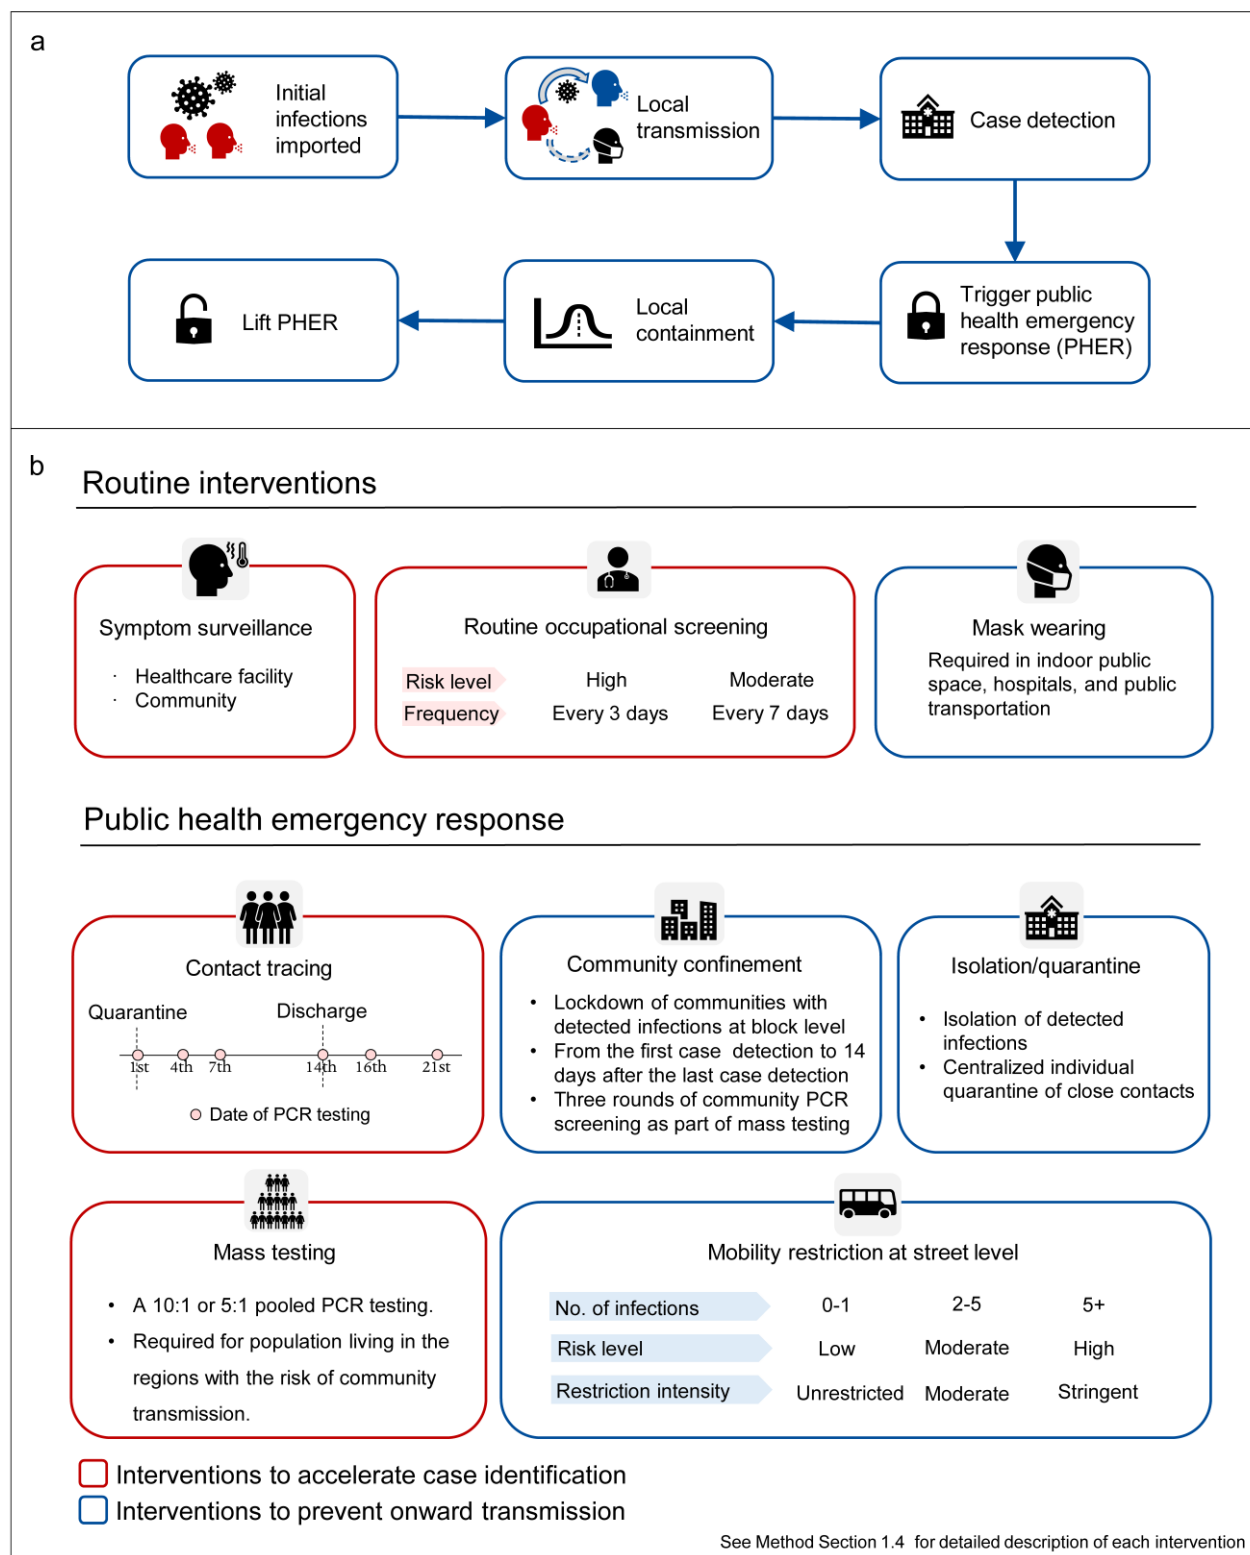 a
Initial
infections
imported
Local
transmission
Case detection
Lift PHER
Local
containment
Trigger public
health emergency
response (PHER)
b
Routine interventions
Symptom surveillance
· Healthcare facility
· Community
Routine occupational screening
Risk level High Moderate
Frequency Every 3 days Every 7 days
Mask wearing
Required in indoor public
space, hospitals, and public
transportation
Public health emergency response
Contact tracing
Quarantine Discharge
1st 4th 7th 14th 16th 21st
Date of PCR testing
Community confinement
• Lockdown of communities with
detected infections at block level
• From the first case detection to 14
days after the last case detection
• Three rounds of community PCR
screening as part of mass testing
Isolation/quarantine
• Isolation of detected
infections
• Centralized individual
quarantine of close contacts
Mass testing
• A 10:1 or 5:1 pooled PCR testing.
• Required for population living in the
regions with the risk of community
transmission.
Mobility restriction at street level
No. of infections 0-1 2-5 5+
Risk level Low Moderate High
Restriction intensity Unrestricted Moderate Stringent
Interventions to accelerate case identification
Interventions to prevent onward transmission
See Method Section 1.4 for detailed description of each intervention